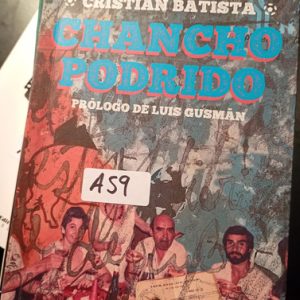 CRISTIAN BATISTA
CHANCHO
PODRIDO
PRÓLOGO DE LUIS GUSMÁN
A59